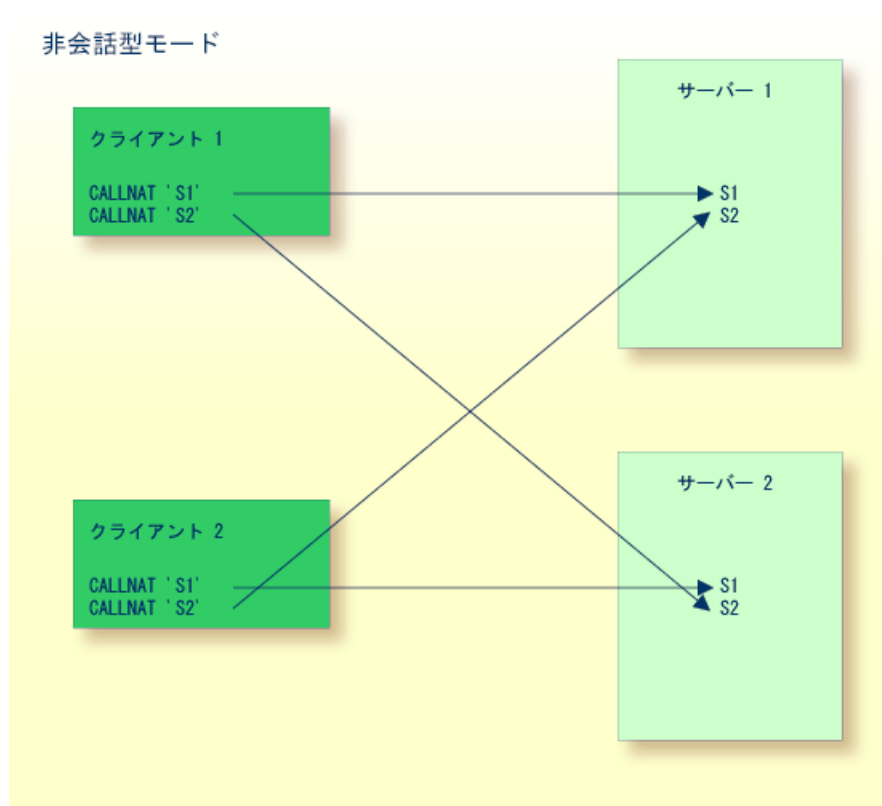 非会話型モード
サーバー 1
クライアント 1
CALLNAT 'S1'
CALLNAT 'S2'
S1
S2
サーバー 2
クライアント 2
CALLNAT 'S1'
CALLNAT 'S2'
S1
S2